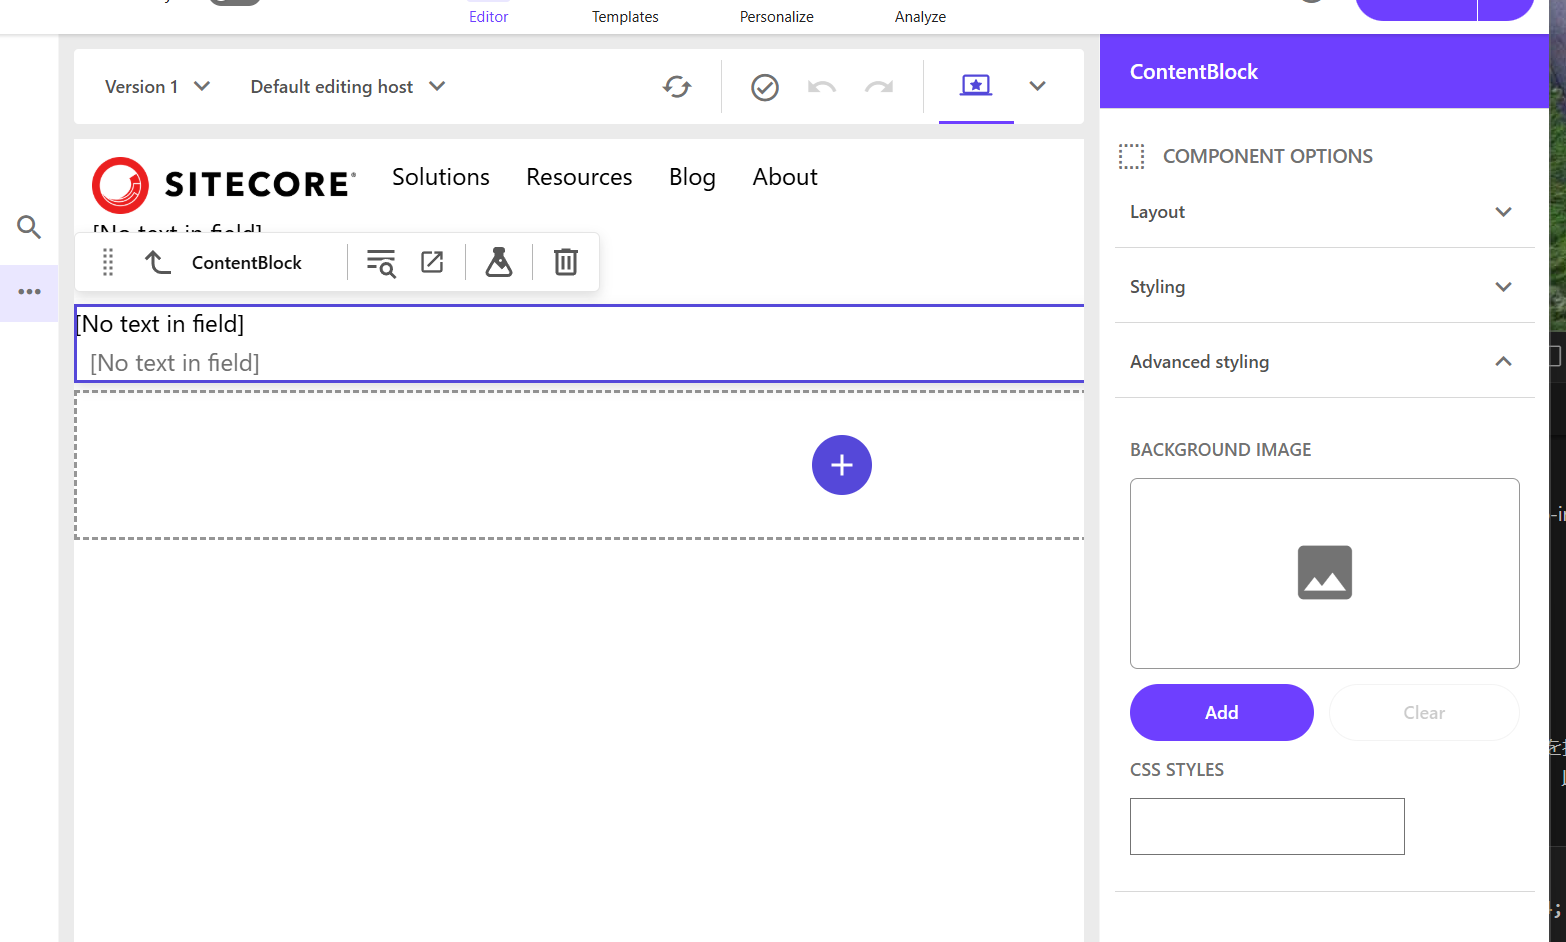 Editor
Templates
Personalize
Analyze
Version 1
Default editing host
SITECORE
Solutions
Resources
Blog
About
[No text in field]
ContentBlock
[No text in field]
[No text in field]
ContentBlock
COMPONENT OPTIONS
Layout
Styling
Advanced styling
BACKGROUND IMAGE
Add
Clear
CSS STYLES